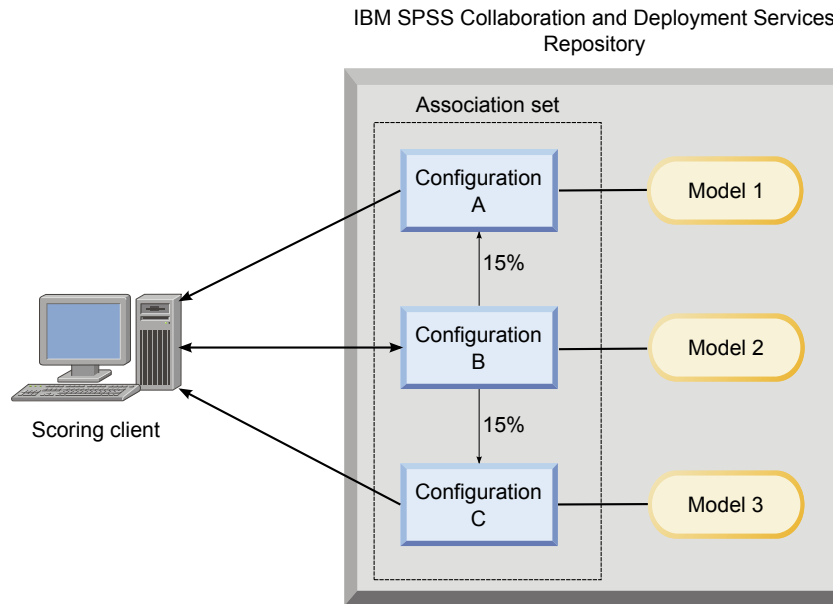 IBM SPSS Collaboration and Deployment Services
Repository
Association set
Configuration
A
Model 1
15%
Configuration
B
Model 2
Scoring client
15%
Configuration
C
Model 3